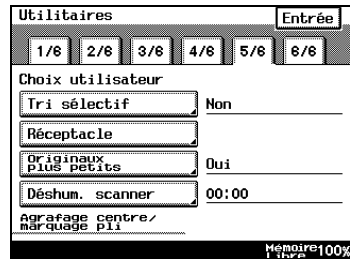 Utilitaires
Entrée
1/6 2/6 3/6 4/6 5/6 6/6
Choix utilisateur
Tri sélectif Non
Réceptacle
Originaux
plus petits Oui
Déshum. scanner 00:00
Agrafage centre/
marquage pli
Mémoire
Libre 100%